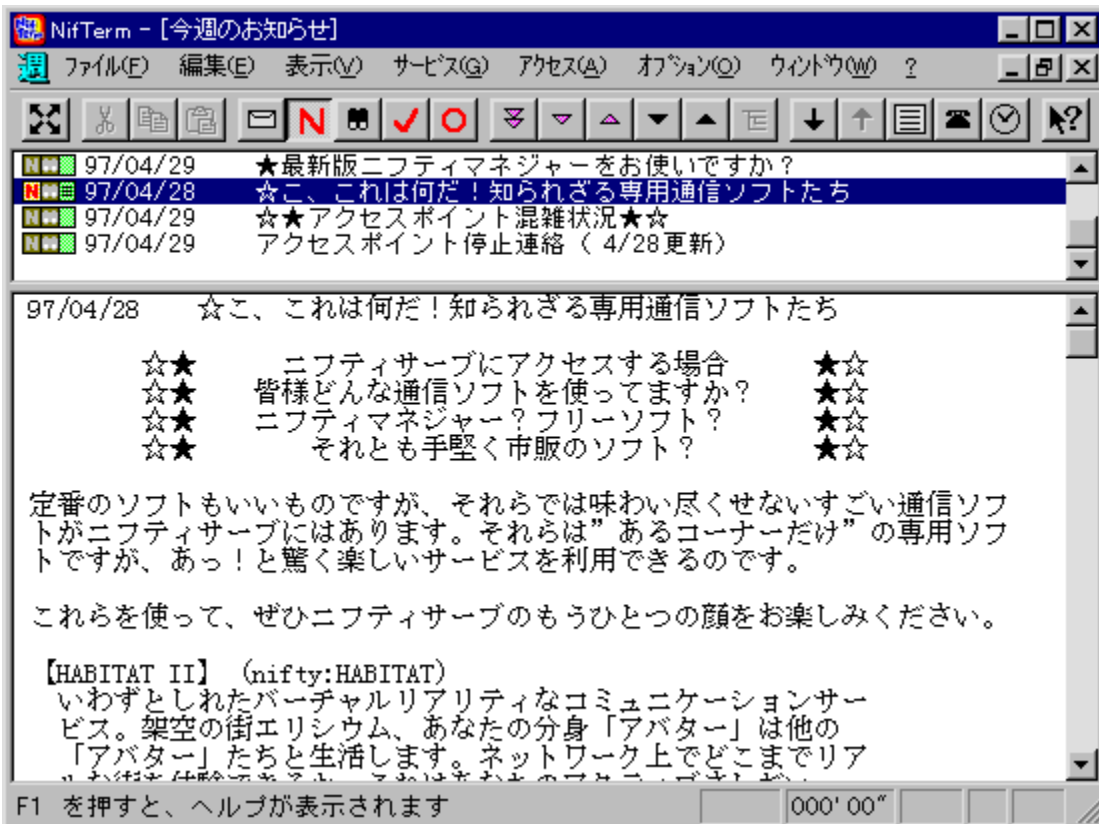 NifTerm - [今週のお知らせ]
週 ファイル(F) 編集(E) 表示(V) サービス(G) アクセス(A) オプション(O) ウィンドウ(W) ?
97/04/29 ★最新版ニフティマネジャーをお使いですか？
97/04/28 ☆こ、これは何だ！知られざる専用通信ソフトたち
97/04/29 ☆★アクセスポイント混雑状況★☆
97/04/29 アクセスポイント停止連絡（ 4/28更新）
97/04/28 ☆こ、これは何だ！知られざる専用通信ソフトたち
☆★ ニフティサーブにアクセスする場合 ★☆
☆★ 皆様どんな通信ソフトを使ってますか？ ★☆
☆★ ニフティマネジャー？フリーソフト？ ★☆
☆★ それとも手堅く市販のソフト？ ★☆
定番のソフトもいいものですが、それらでは味わい尽くせないすごい通信ソフ
トがニフティサーブにはあります。それらは”あるコーナーだけ”の専用ソフ
トですが、あっ！と驚く楽しいサービスを利用できるのです。
これらを使って、ぜひニフティサーブのもうひとつの顔をお楽しみください。
【HABITAT II】 (nifty:HABITAT)
いわずとしれたバーチャルリアリティなコミュニケーションサー
ビス。架空の街エリシウム、あなたの分身「アバター」は他の
「アバター」たちと生活します。ネットワーク上でどこまでリア
F1 を押すと、ヘルプが表示されます 000'00"